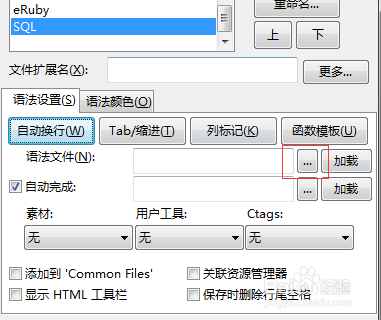 eRuby
重命名...
SQL
上 下
文件扩展名(X): 更多...
语法设置(S) 语法颜色(O)
自动换行(W) Tab/缩进(T) 列标记(K) 函数模板(U)
语法文件(N): ... 加载
自动完成: ... 加载
素材: 用户工具: Ctags:
无 无 无
添加到 'Common Files' 关联资源管理器
显示 HTML 工具栏 保存时删除行尾空格